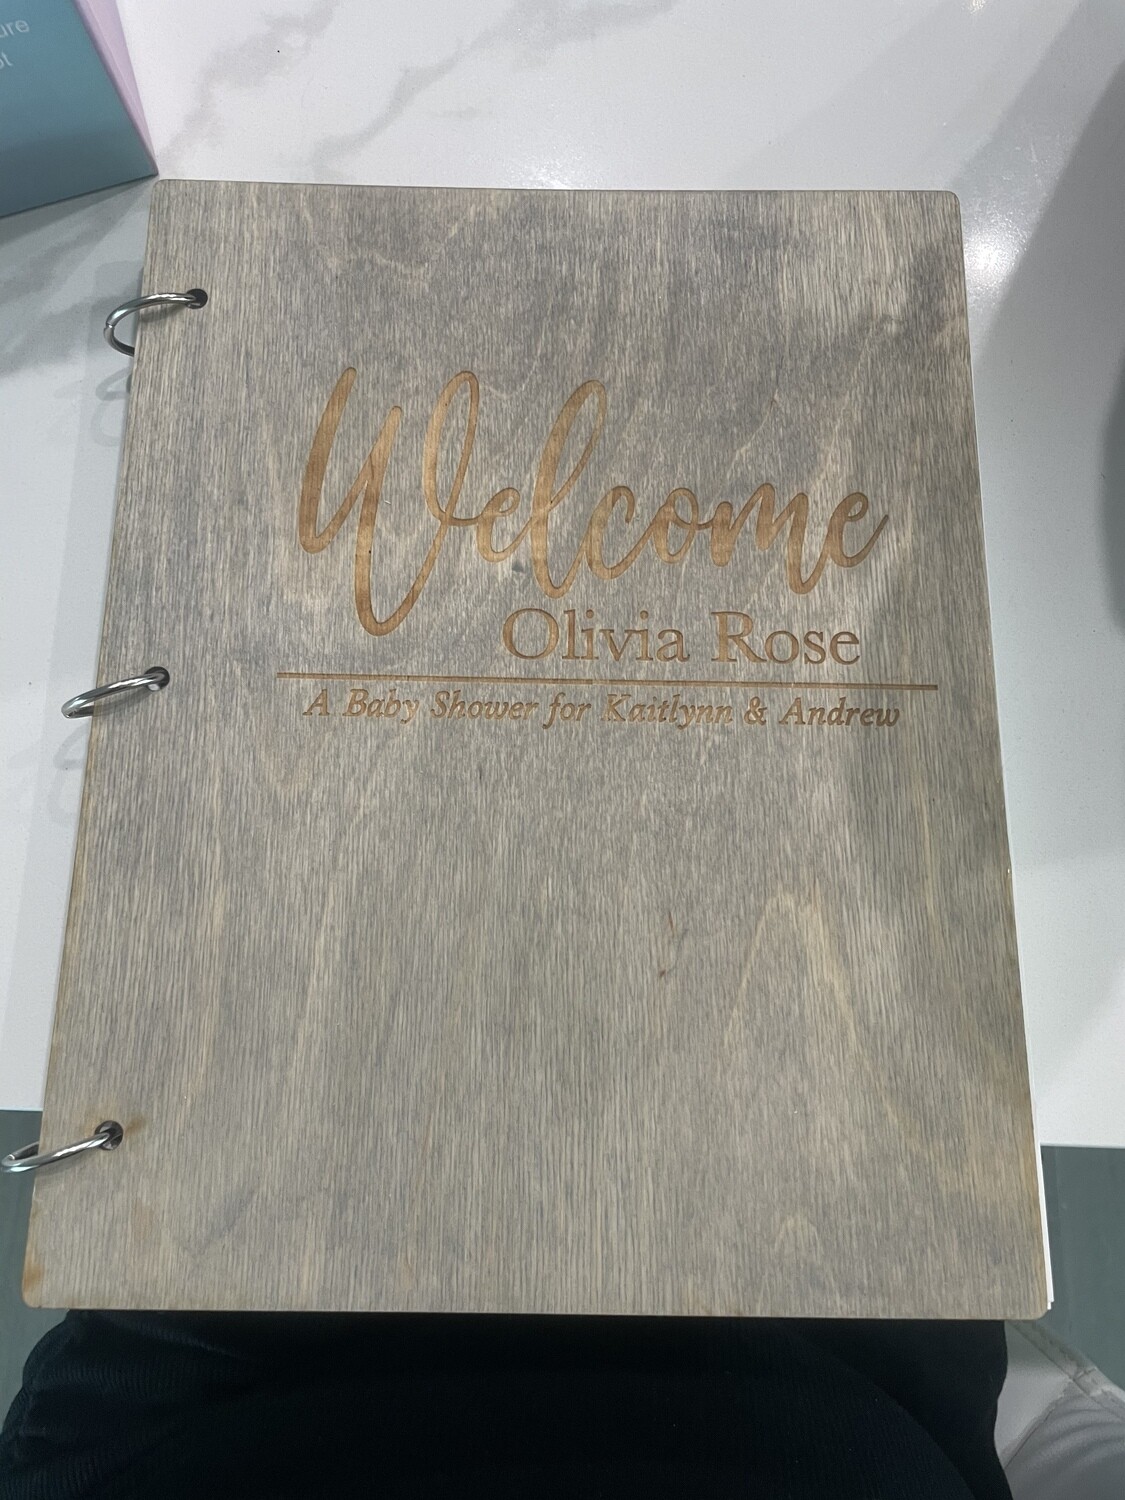 Welcome
Olivia Rose
A Baby Shower for Kaitlynn & Andrew